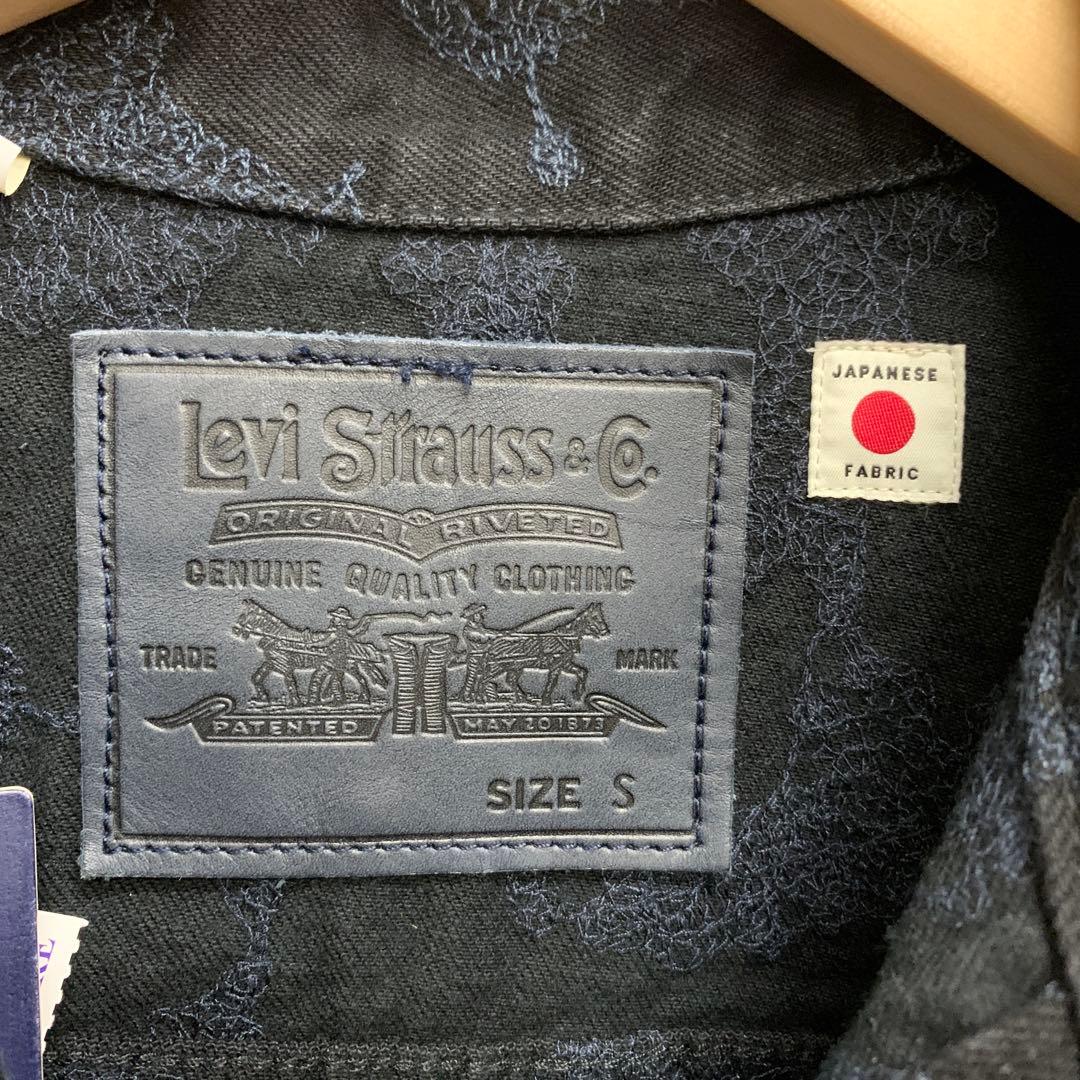 Levi Strauss & Co.
ORIGINAL RIVETED
GENUINE QUALITY CLOTHING
TRADE MARK
PATENTED MAY 20 1873
SIZE S
JAPANESE
FABRIC